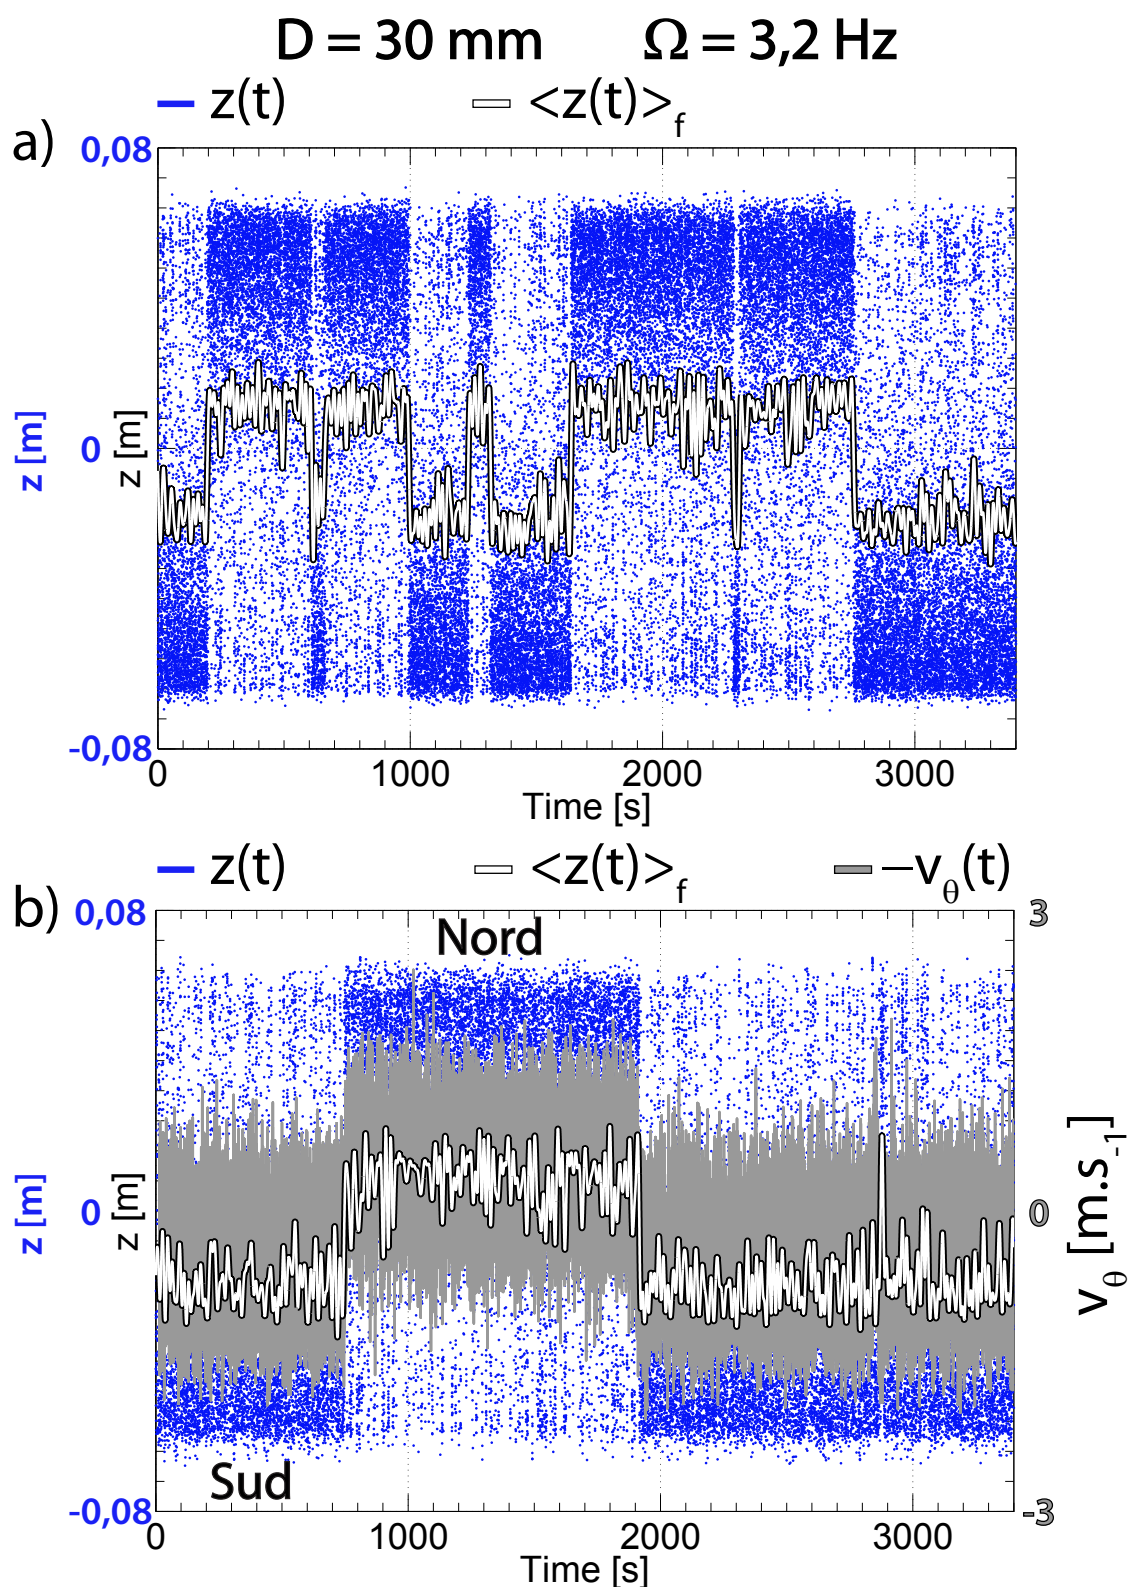 D = 30 mm Ω = 3,2 Hz
z(t) <z(t)>f
a)
0,08
0
-0,08
z [m]
z [m]
0 1000 2000 3000
Time [s]
z(t) <z(t)>f −vθ(t)
b)
0,08 3
Nord
0 0
z [m]
z [m]
vθ [m.s-1]
Sud
-0,08 -3
0 1000 2000 3000
Time [s]